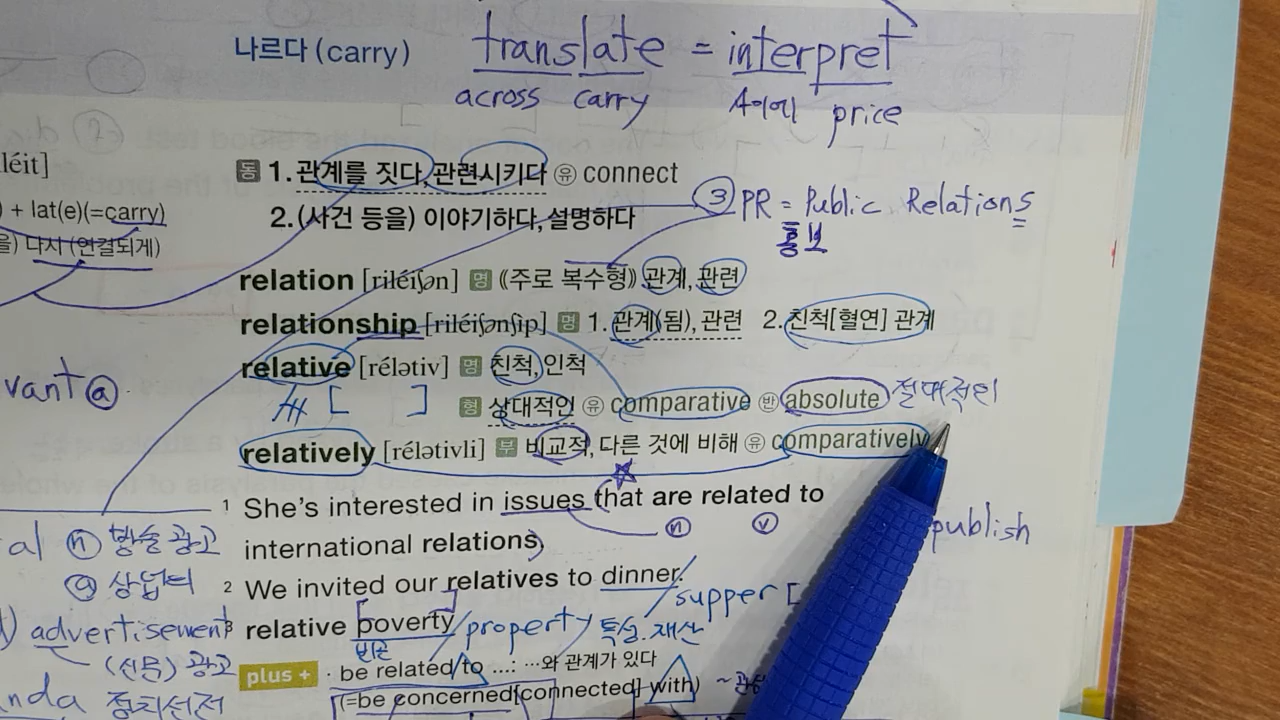 나르다 (carry) translate = interpret
across carry 사이에 price
léit]
동 1. 관계를 짓다, 관련시키다 유 connect
) + lat(e)(=carry) 2. (사건 등을) 이야기하다, 설명하다 ③ PR = Public Relations
을) 다시 (연결되게) 홍보
relation [riléiʃən] 명 《주로 복수형》 관계, 관련
relationship [riléiʃənʃip] 명 1. 관계(됨), 관련 2. 친척[혈연] 관계
relative [rélətiv] 명 친척, 인척
vant ⓐ 형 상대적인 유 comparative 반 absolute 절대적인
relatively [rélətivli] 부 비교적, 다른 것에 비해 유 comparatively
1 She's interested in issues that are related to
ⓝ ⓥ
al ⓝ 방송광고 international relations publish
ⓐ 상업의 2 We invited our relatives to dinner.
supper [
advertisement 3 relative poverty / property 특성. 재산
빈곤
(신문) 광고 plus + · be related to ...: …와 관계가 있다
nda 정치선전 (=be concerned[connected] with)